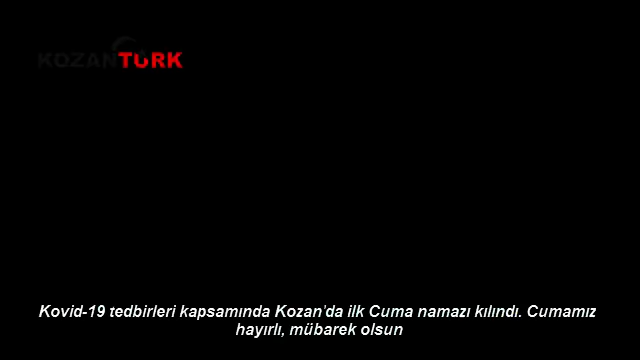 KOZANTÜRK
Kovid-19 tedbirleri kapsamında Kozan'da ilk Cuma namazı kılındı. Cumamız
hayırlı, mübarek olsun